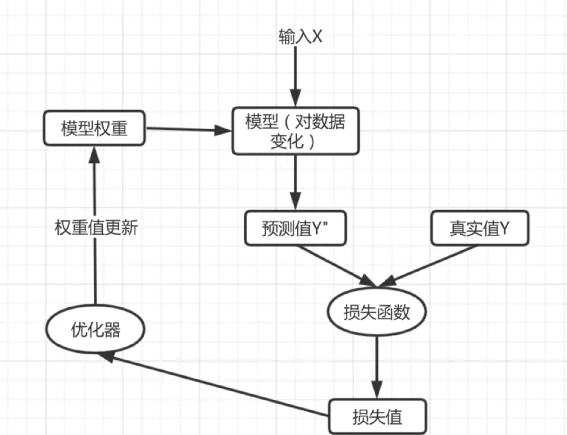 输入X
模型权重
模型（对数据
变化）
权重值更新
预测值Y"
真实值Y
优化器
损失函数
损失值